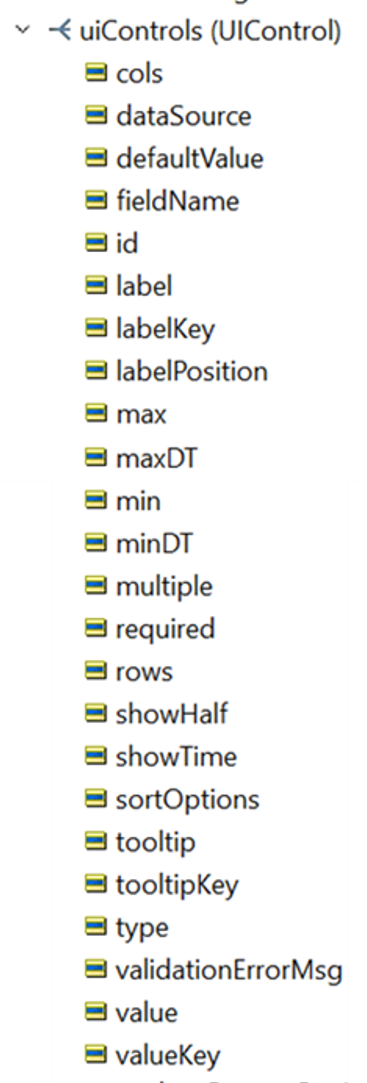 uiControls (UIControl)
cols
dataSource
defaultValue
fieldName
id
label
labelKey
labelPosition
max
maxDT
min
minDT
multiple
required
rows
showHalf
showTime
sortOptions
tooltip
tooltipKey
type
validationErrorMsg
value
valueKey